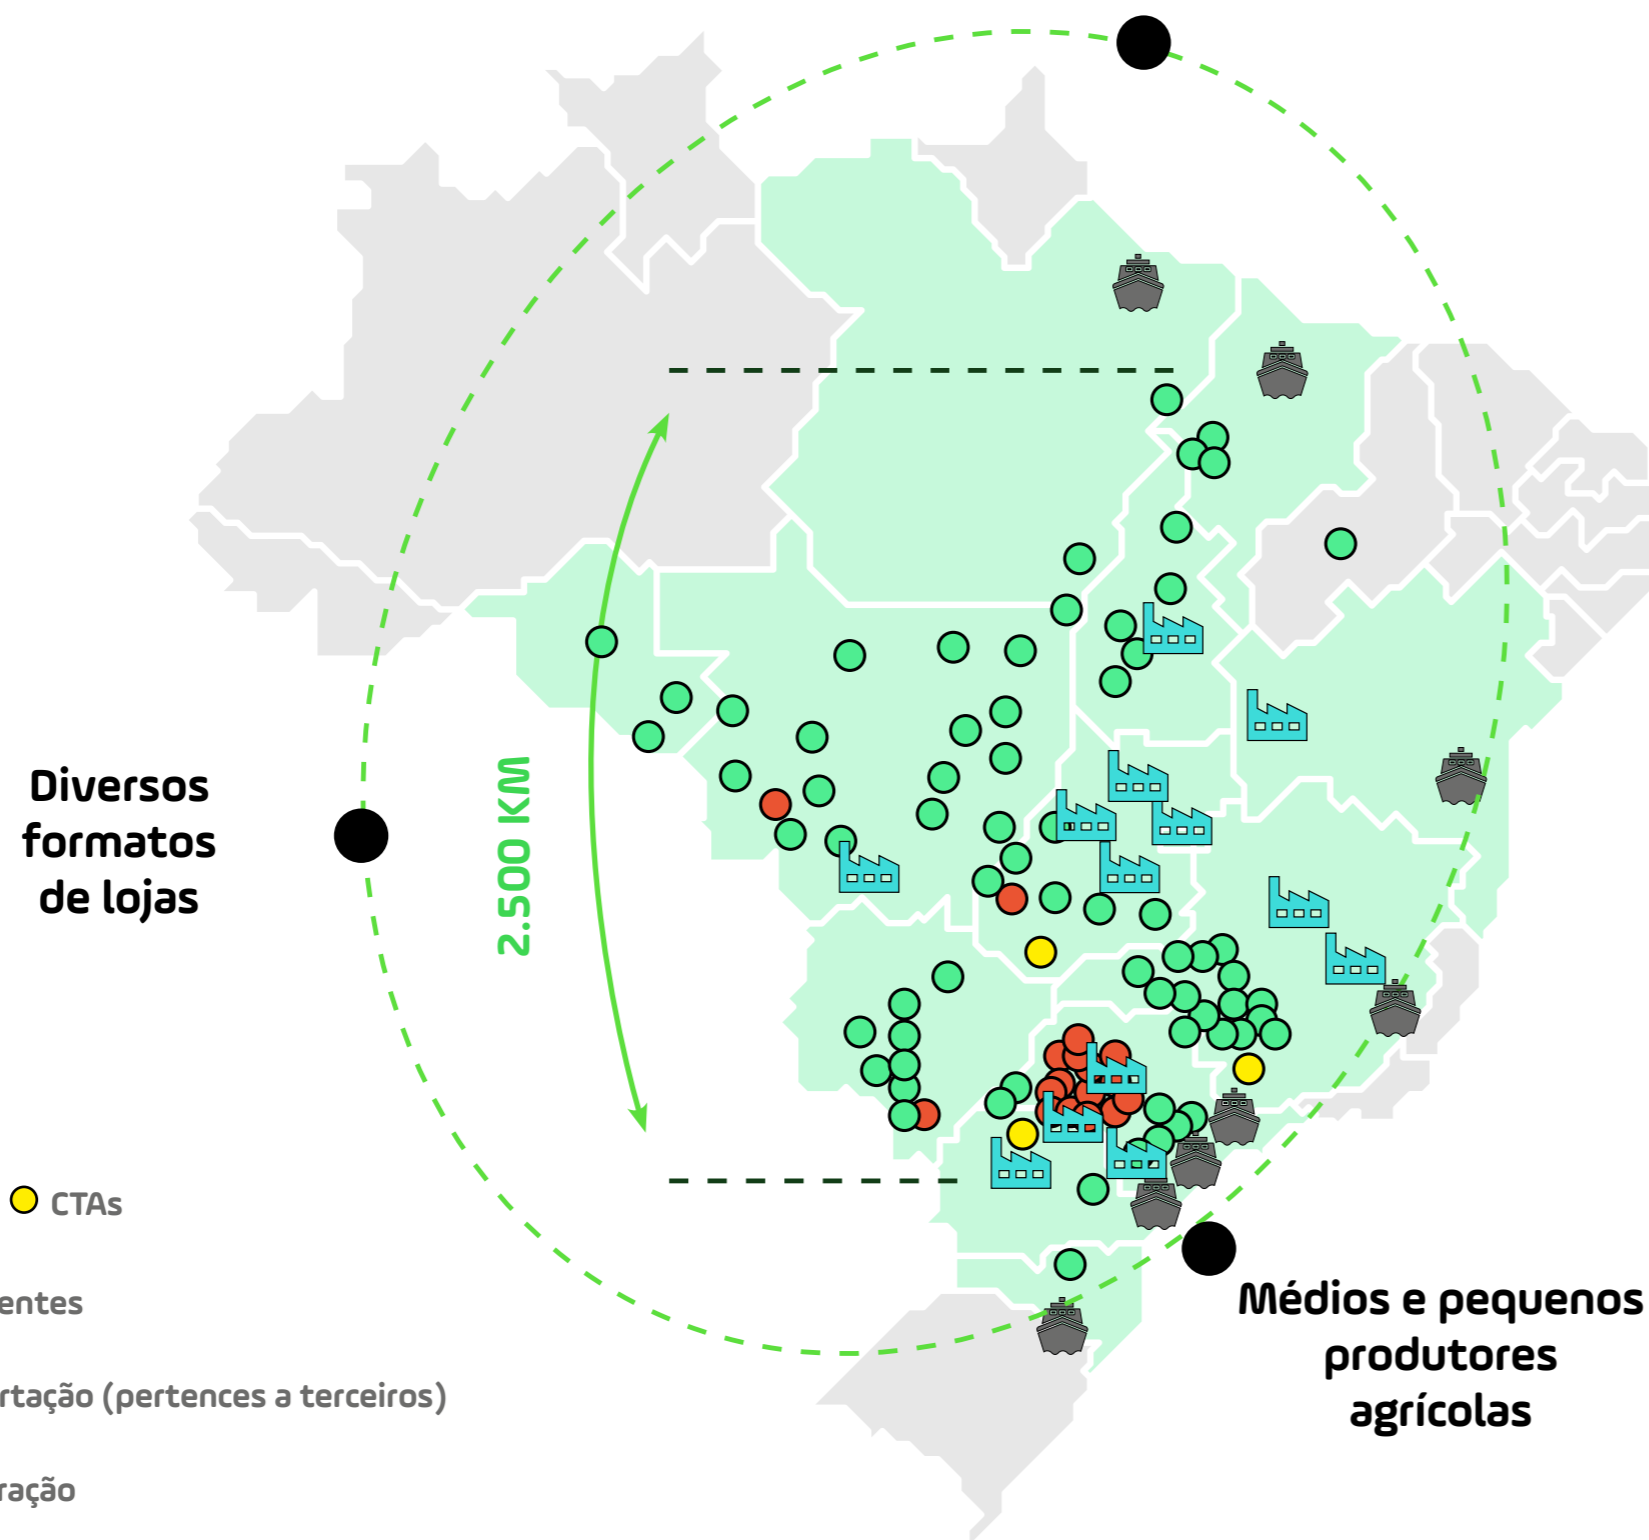 Diversos
formatos
de lojas
2.500 KM
CTAs
entes
rtação (pertences a terceiros)
ração
Médios e pequenos
produtores
agrícolas